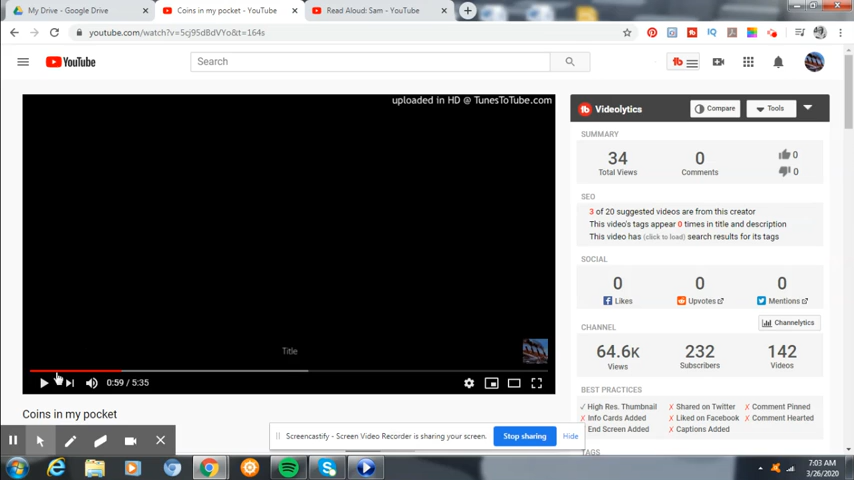 My Drive - Google Drive
Coins in my pocket - YouTube
Read Aloud: Sam - YouTube
youtube.com/watch?v=5cj95dBdVYo&t=164s
YouTube
Search
uploaded in HD @ TunesToTube.com
Title
0:59 / 5:35
Coins in my pocket
Videolytics
Compare
Tools
SUMMARY
34
Total Views
0
Comments
0
0
SEO
3 of 20 suggested videos are from this creator
This video's tags appear 0 times in title and description
This video has (click to load) search results for its tags
SOCIAL
0
Likes
0
Upvotes
0
Mentions
CHANNEL
Channelytics
64.6K
Views
232
Subscribers
142
Videos
BEST PRACTICES
✓ High Res. Thumbnail ✗ Shared on Twitter ✗ Comment Pinned
✗ Info Cards Added ✗ Liked on Facebook ✗ Comment Hearted
✗ End Screen Added ✗ Captions Added
TAGS
Screencastify - Screen Video Recorder is sharing your screen.
Stop sharing
Hide
7:03 AM
3/26/2020